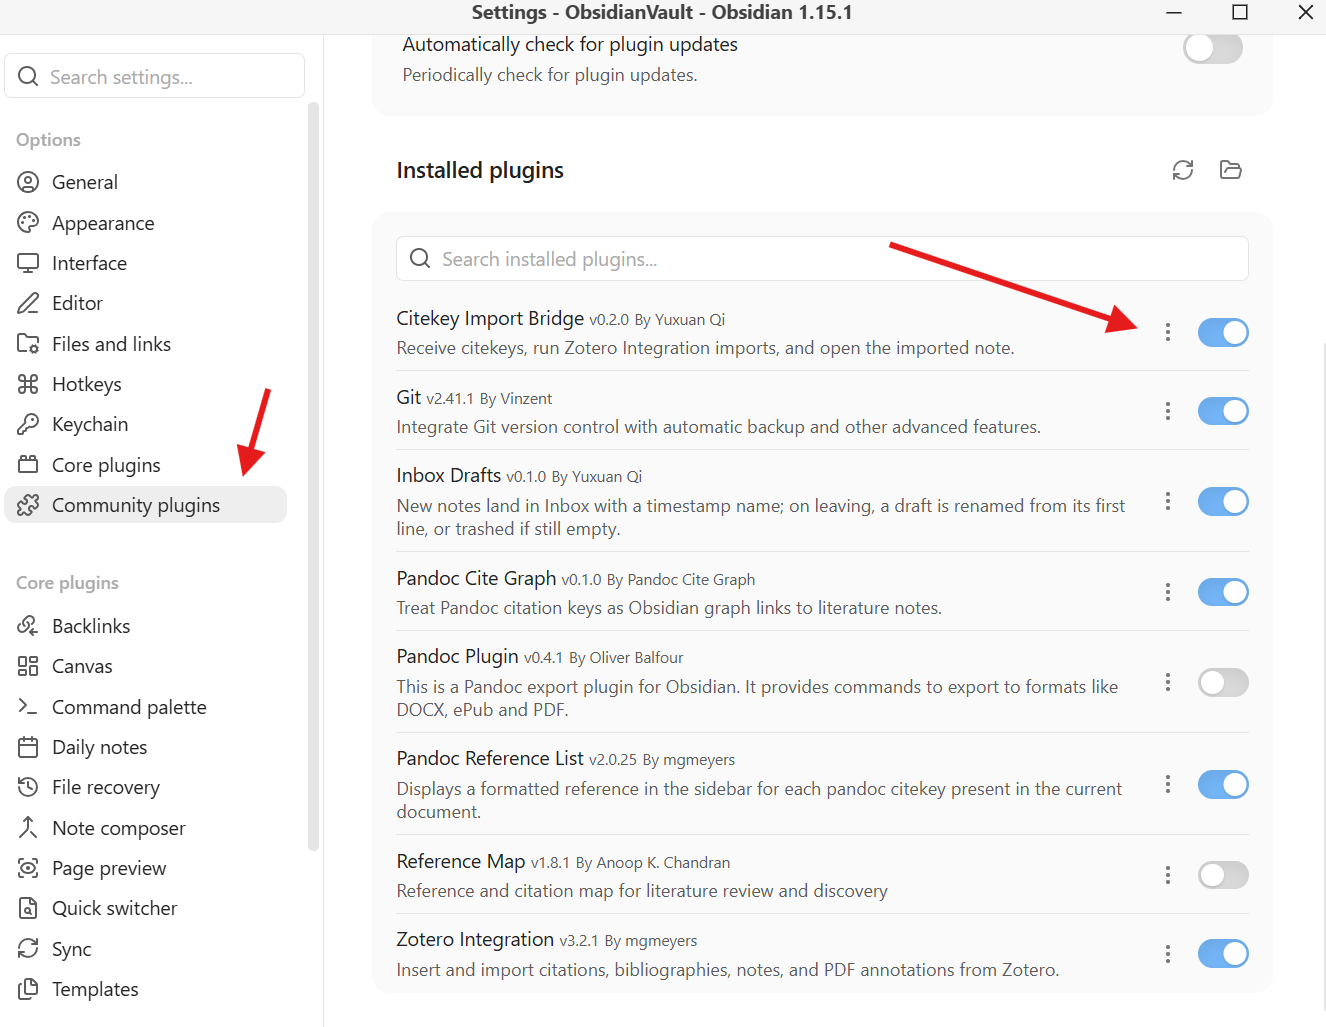 Settings - ObsidianVault - Obsidian 1.15.1
Search settings...
Options
General
Appearance
Interface
Editor
Files and links
Hotkeys
Keychain
Core plugins
Community plugins
Core plugins
Backlinks
Canvas
Command palette
Daily notes
File recovery
Note composer
Page preview
Quick switcher
Sync
Templates
Automatically check for plugin updates
Periodically check for plugin updates.
Installed plugins
Search installed plugins...
Citekey Import Bridge v0.2.0 By Yuxuan Qi
Receive citekeys, run Zotero Integration imports, and open the imported note.
Git v2.41.1 By Vinzent
Integrate Git version control with automatic backup and other advanced features.
Inbox Drafts v0.1.0 By Yuxuan Qi
New notes land in Inbox with a timestamp name; on leaving, a draft is renamed from its first
line, or trashed if still empty.
Pandoc Cite Graph v0.1.0 By Pandoc Cite Graph
Treat Pandoc citation keys as Obsidian graph links to literature notes.
Pandoc Plugin v0.4.1 By Oliver Balfour
This is a Pandoc export plugin for Obsidian. It provides commands to export to formats like
DOCX, ePub and PDF.
Pandoc Reference List v2.0.25 By mgmeyers
Displays a formatted reference in the sidebar for each pandoc citekey present in the current
document.
Reference Map v1.8.1 By Anoop K. Chandran
Reference and citation map for literature review and discovery
Zotero Integration v3.2.1 By mgmeyers
Insert and import citations, bibliographies, notes, and PDF annotations from Zotero.